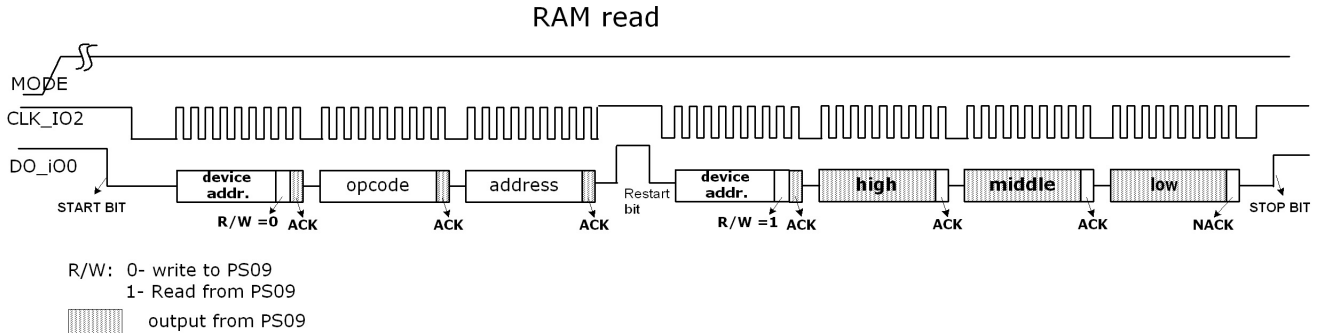 RAM read
MODE
CLK_IO2
DO_iO0
device addr.
opcode
address
device addr.
high
middle
low
START BIT
R/W =0
ACK
ACK
ACK
Restart bit
R/W =1
ACK
ACK
ACK
NACK
STOP BIT
R/W: 0- write to PS09
1- Read from PS09
output from PS09